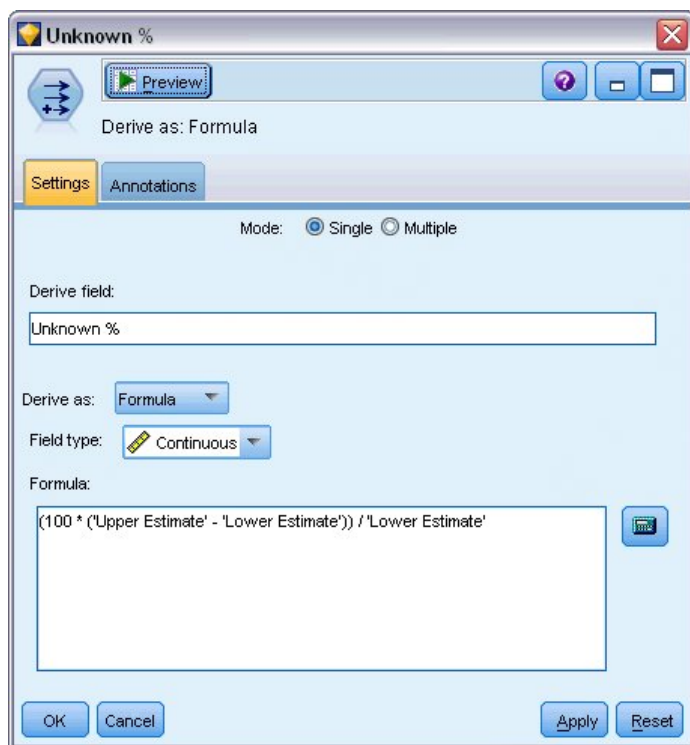 Unknown %
Preview
Derive as: Formula
Settings Annotations
Mode: Single Multiple
Derive field:
Unknown %
Derive as: Formula
Field type: Continuous
Formula:
(100 * ('Upper Estimate' - 'Lower Estimate')) / 'Lower Estimate'
OK Cancel Apply Reset